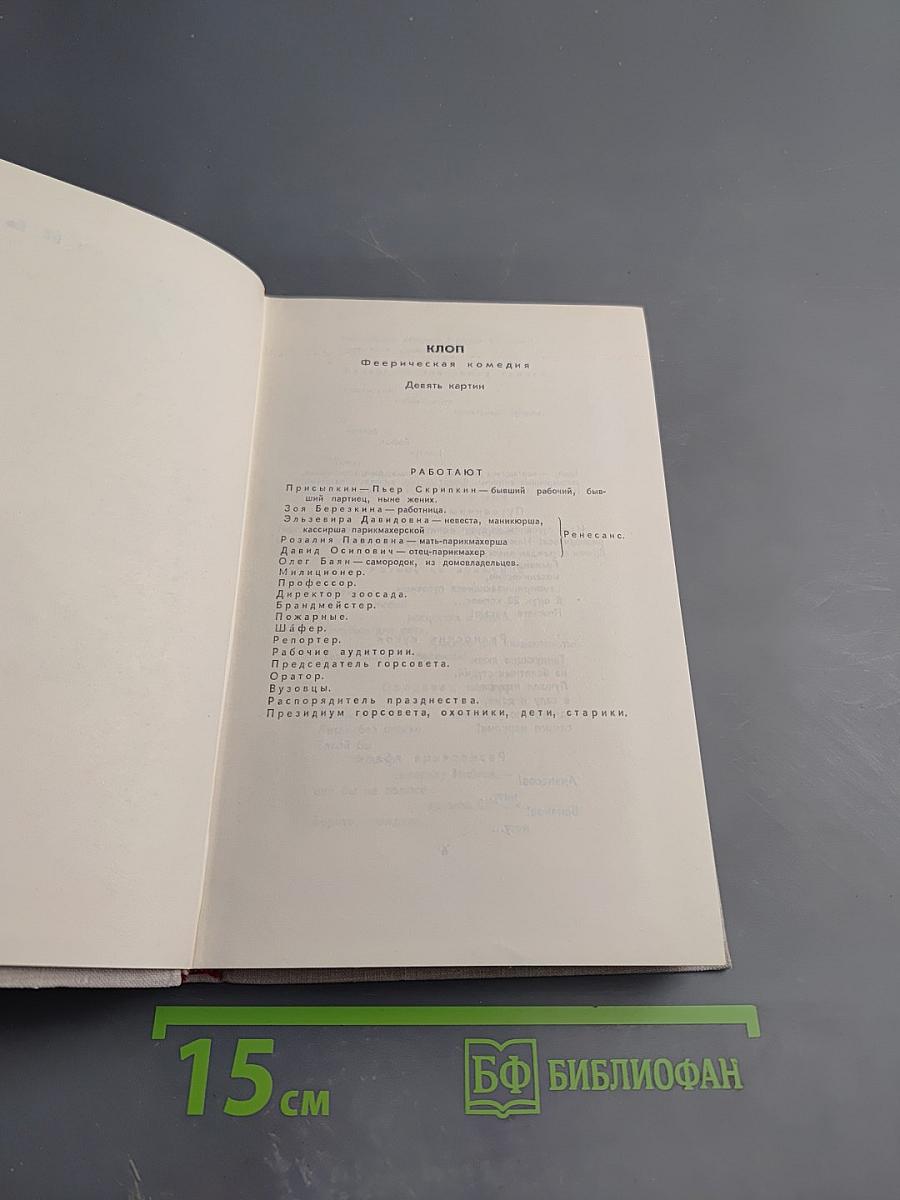 КЛОП
Феерическая комедия
Девять картин
РАБОТАЮТ
Присыпкин — Пьер Скрипкин — бывший рабочий, быв-
ший партиец, ныне жених.
Зоя Березкина — работница.
Эльзевира Давидовна — невеста, маникюрша,
кассирша парикмахерской
Розалия Павловна — мать-парикмахерша
Давид Осипович — отец-парикмахер
Ренесанс.
Олег Баян — самородок, из домовладельцев.
Милиционер.
Профессор.
Директор зоосада.
Брандмейстер.
Пожарные.
Ша́фер.
Репортер.
Рабочие аудитории.
Председатель горсовета.
Оратор.
Вузовцы.
Распорядитель празднества.
Президиум горсовета, охотники, дети, старики.
15 см
БФ БИБЛИОФАН